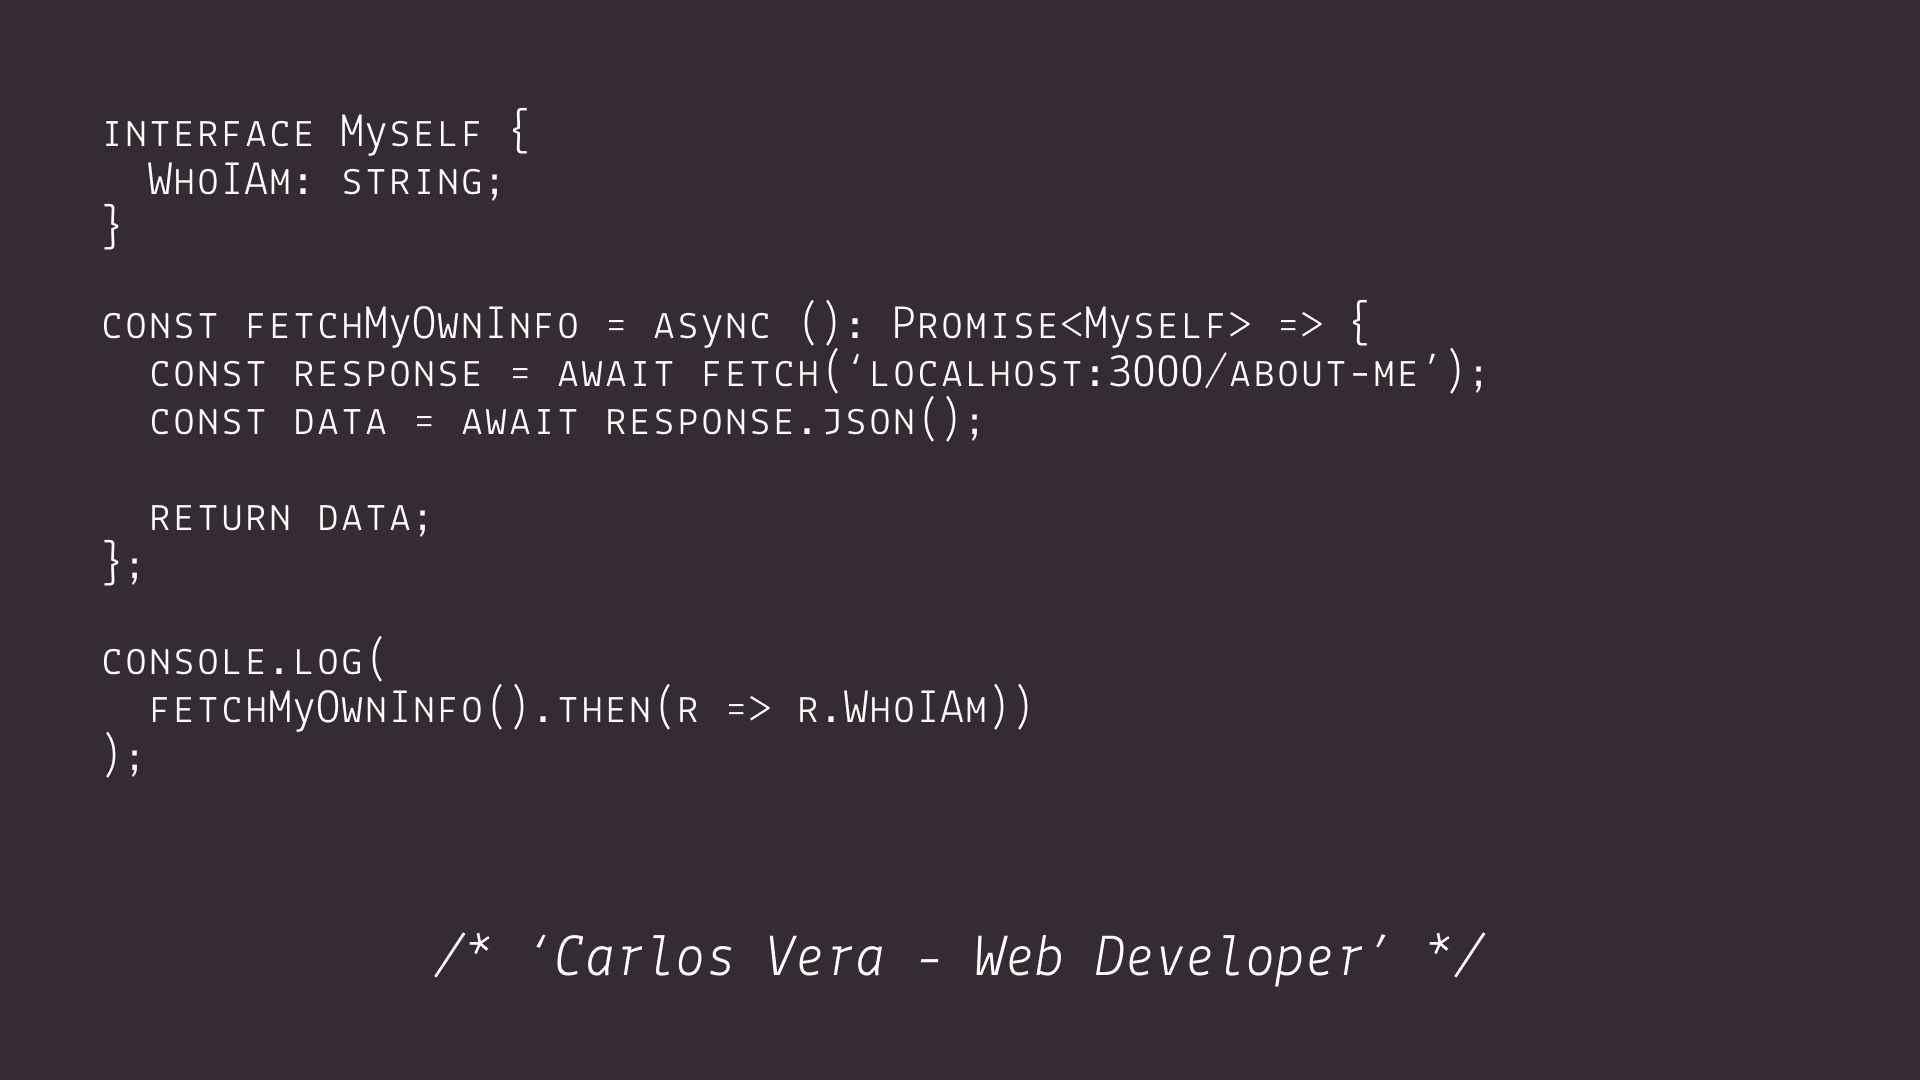 interface Myself {
  WhoIAm: string;
}
const fetchMyOwnInfo = async (): Promise<Myself> => {
  const response = await fetch(‘localhost:3000/about-me’);
  const data = await response.json();
  return data;
};
console.log(
  fetchMyOwnInfo().then(r => r.WhoIAm))
);
/* ‘Carlos Vera - Web Developer’ */